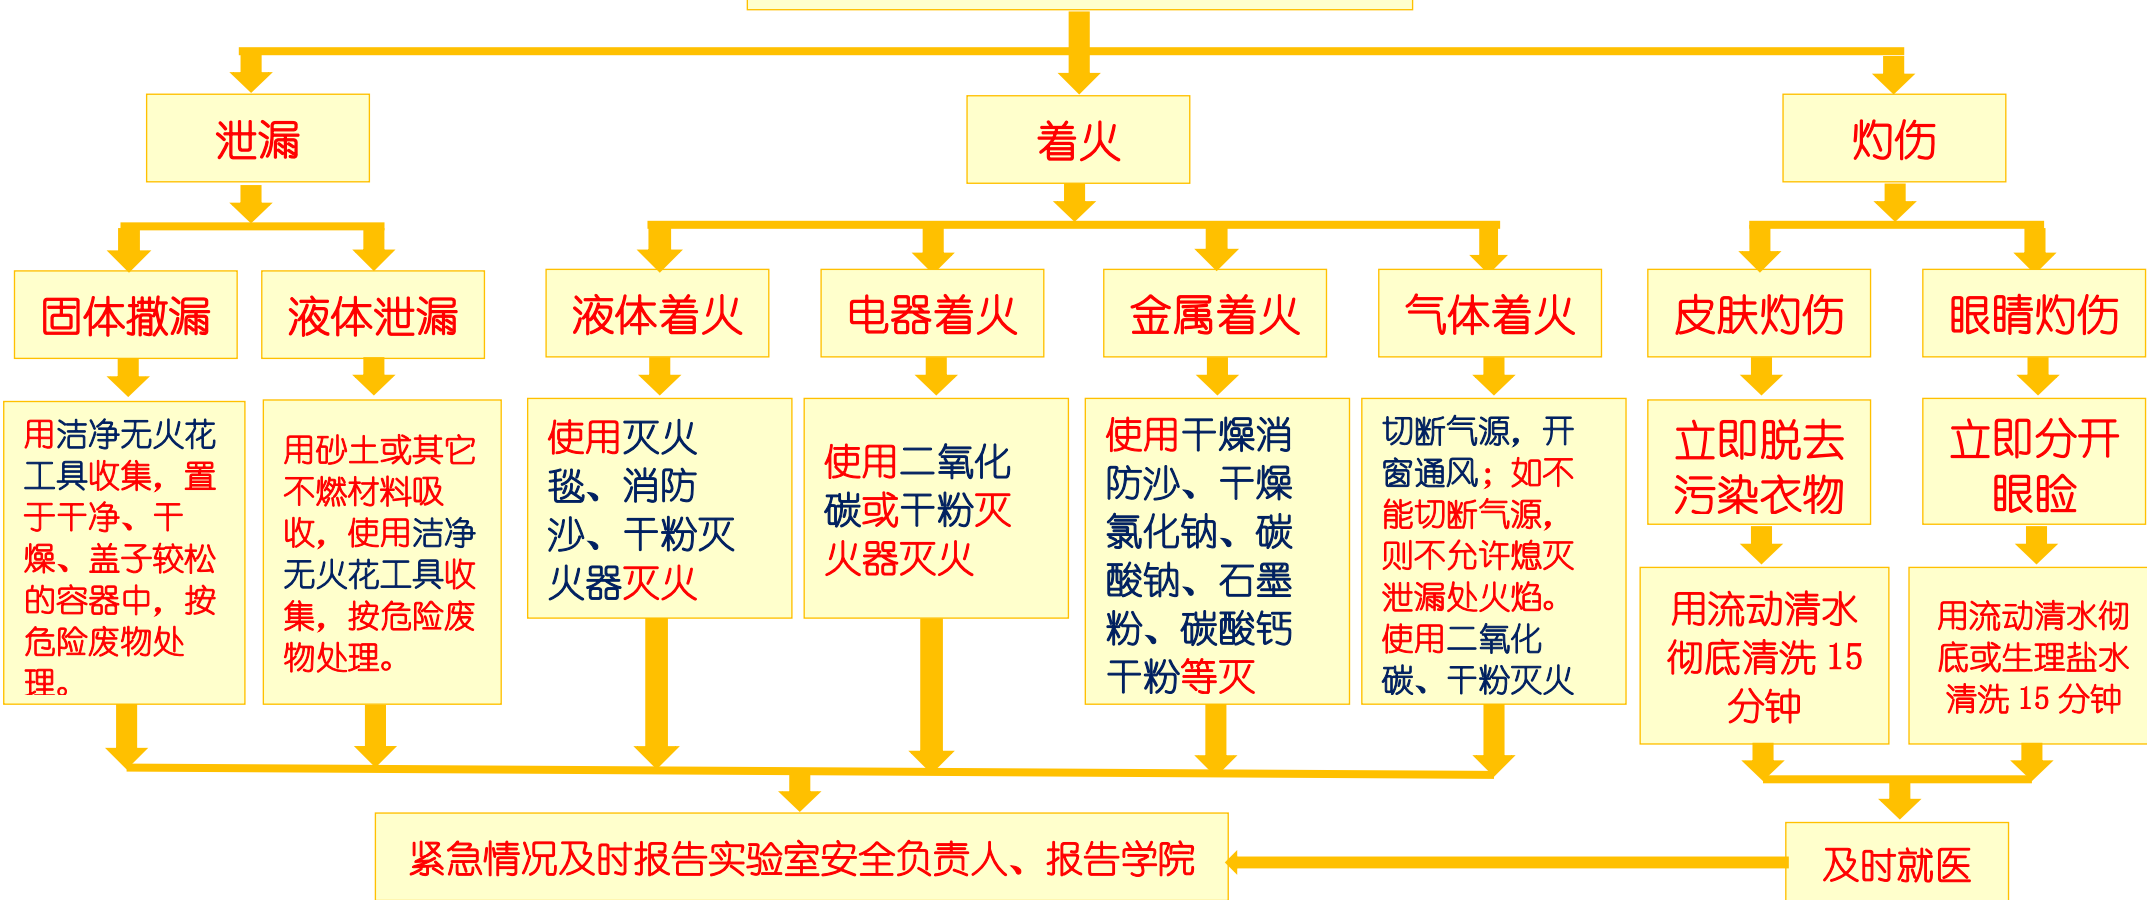 泄漏
着火
灼伤
固体撒漏
液体泄漏
液体着火
电器着火
金属着火
气体着火
皮肤灼伤
眼睛灼伤
用洁净无火花
工具收集，置
于干净、干
燥、盖子较松
的容器中，按
危险废物处
理。
用砂土或其它
不燃材料吸
收，使用洁净
无火花工具收
集，按危险废
物处理。
使用灭火
毯、消防
沙、干粉灭
火器灭火
使用二氧化
碳或干粉灭
火器灭火
使用干燥消
防沙、干燥
氯化钠、碳
酸钠、石墨
粉、碳酸钙
干粉等灭
切断气源，开
窗通风；如不
能切断气源，
则不允许熄灭
泄漏处火焰。
使用二氧化
碳、干粉灭火
立即脱去
污染衣物
立即分开
眼睑
用流动清水
彻底清洗 15
分钟
用流动清水彻
底或生理盐水
清洗 15 分钟
紧急情况及时报告实验室安全负责人、报告学院
及时就医